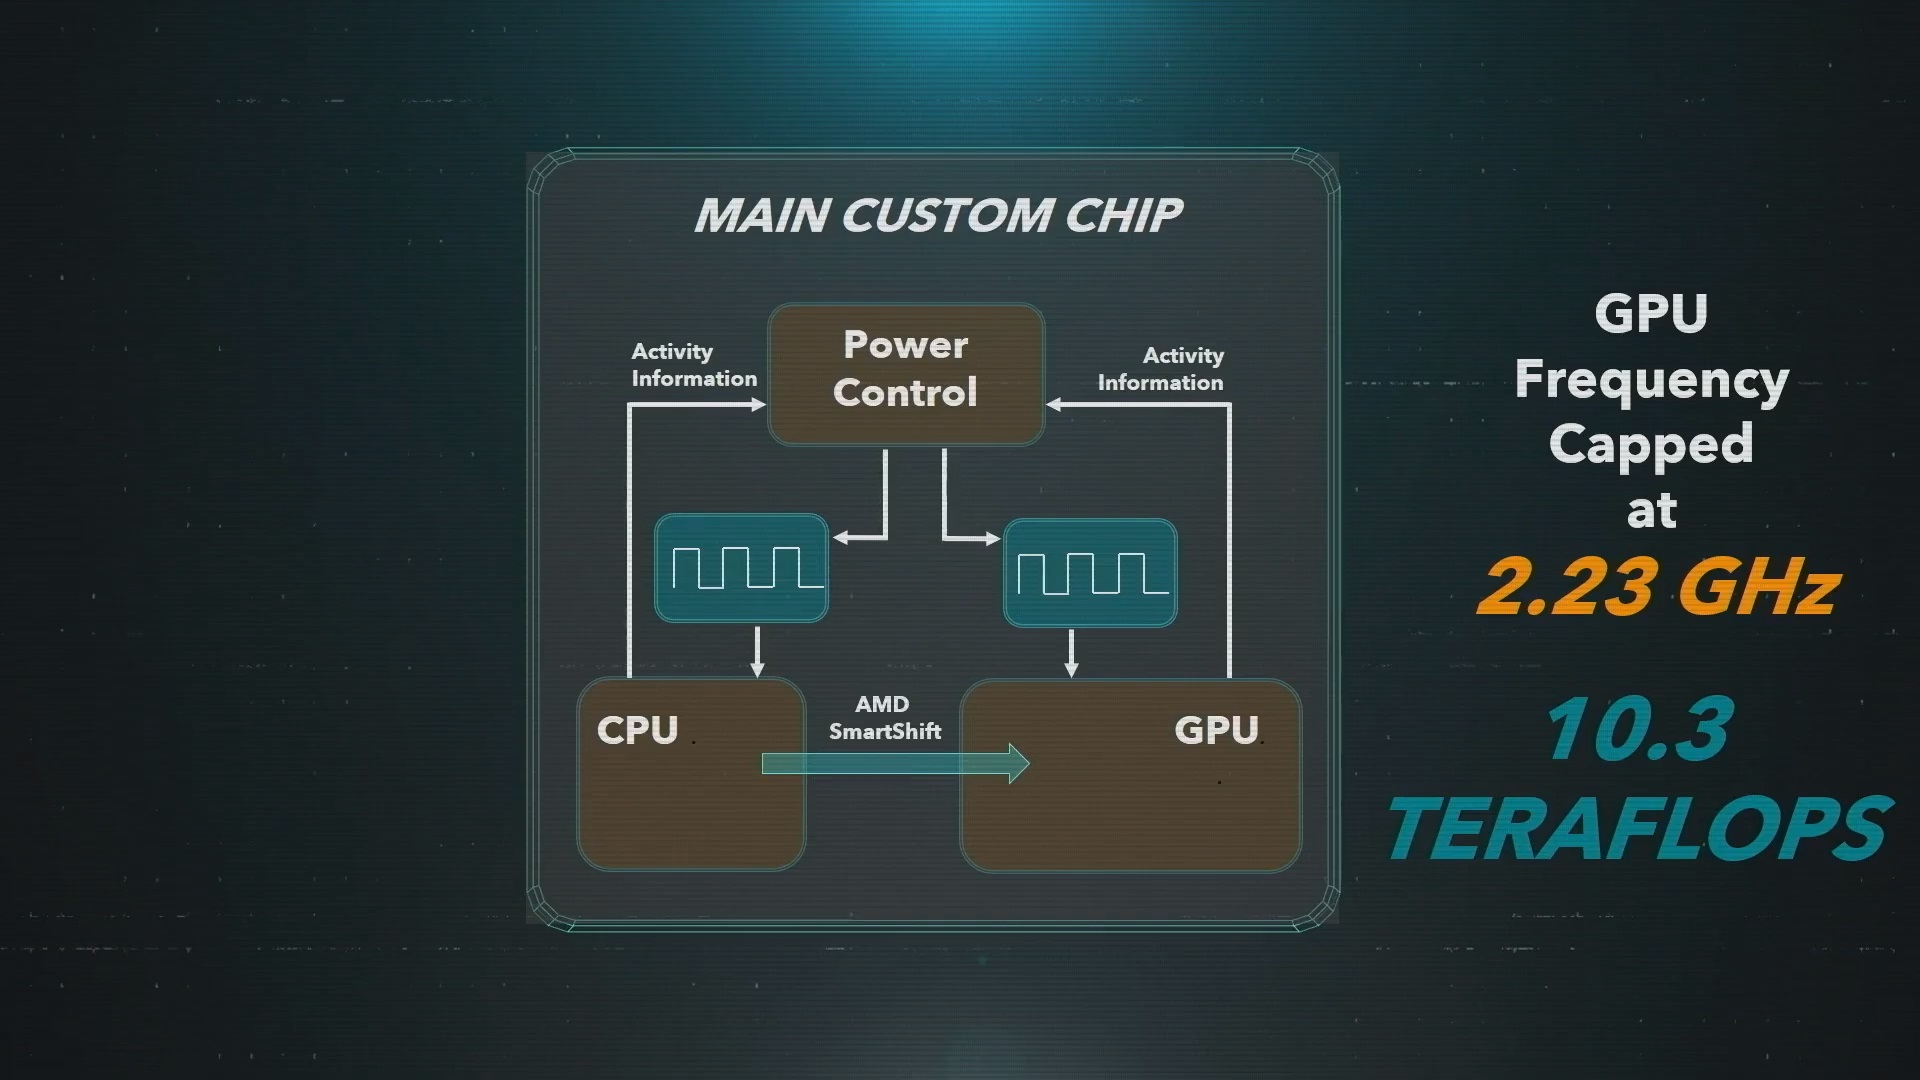 MAIN CUSTOM CHIP
Power
Control
Activity
Information
Activity
Information
AMD
SmartShift
CPU
GPU
GPU
Frequency
Capped
at
2.23 GHz
10.3
TERAFLOPS